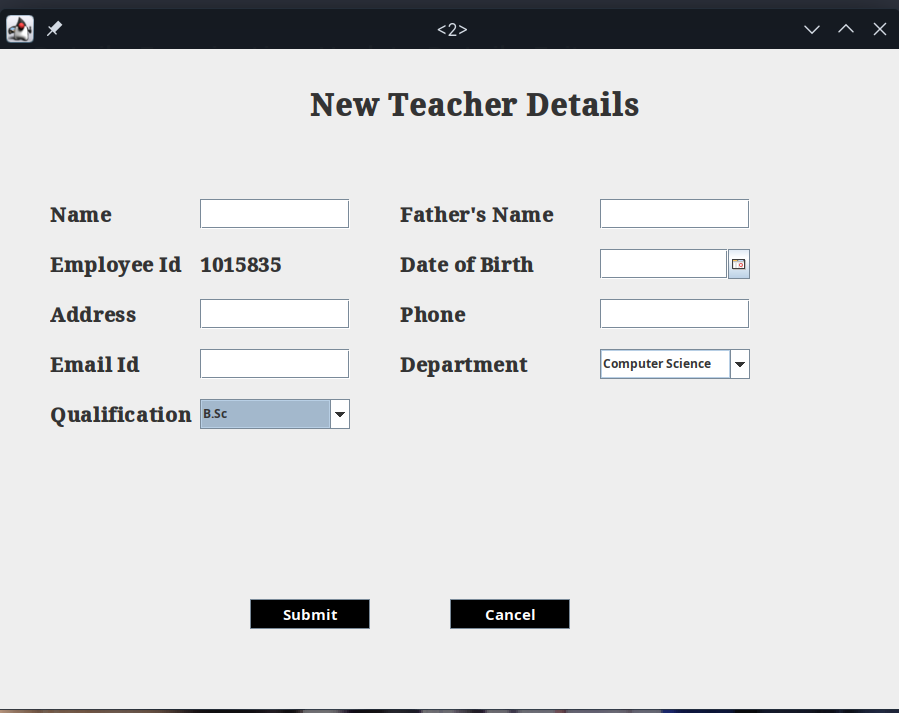 <2>
New Teacher Details
Name Father's Name
Employee Id 1015835 Date of Birth
Address Phone
Email Id Department Computer Science
Qualification B.Sc
Submit Cancel